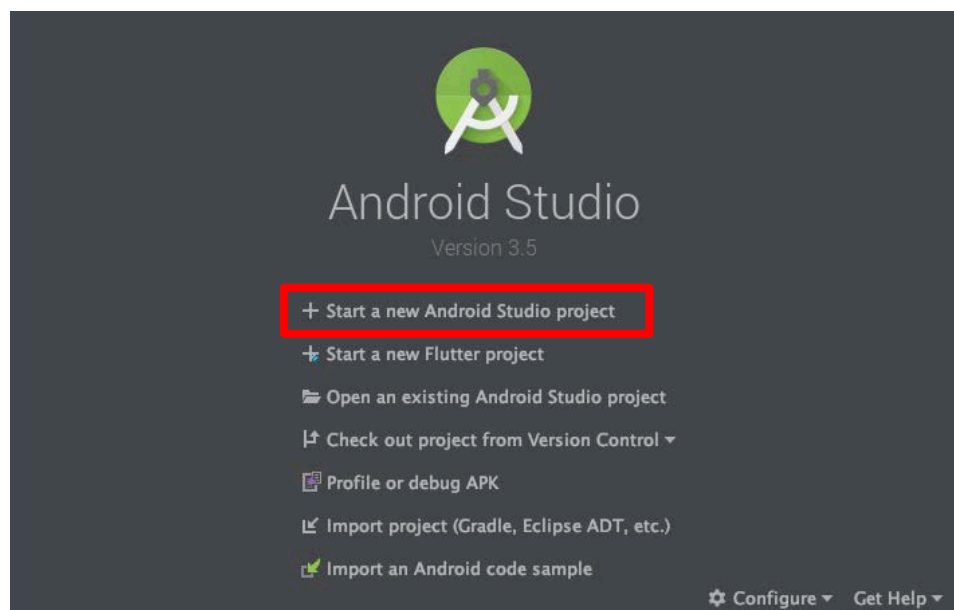 Android Studio
Version 3.5
Start a new Android Studio project
Start a new Flutter project
Open an existing Android Studio project
Check out project from Version Control
Profile or debug APK
Import project (Gradle, Eclipse ADT, etc.)
Import an Android code sample
Configure Get Help